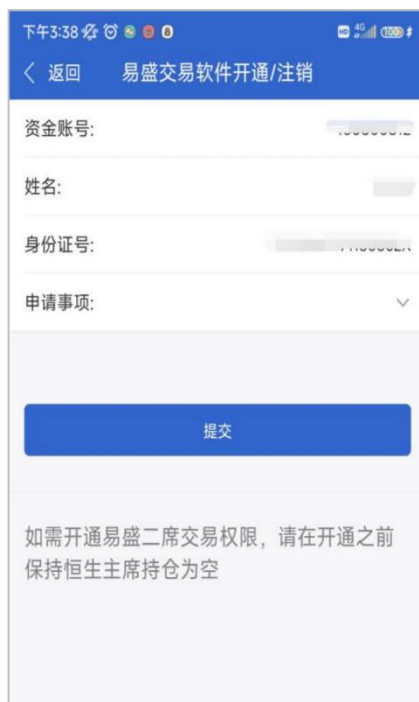 下午3:38 HD 4G 100
返回 易盛交易软件开通/注销
资金账号:
姓名:
身份证号:
申请事项:
提交
如需开通易盛二席交易权限，请在开通之前
保持恒生主席持仓为空